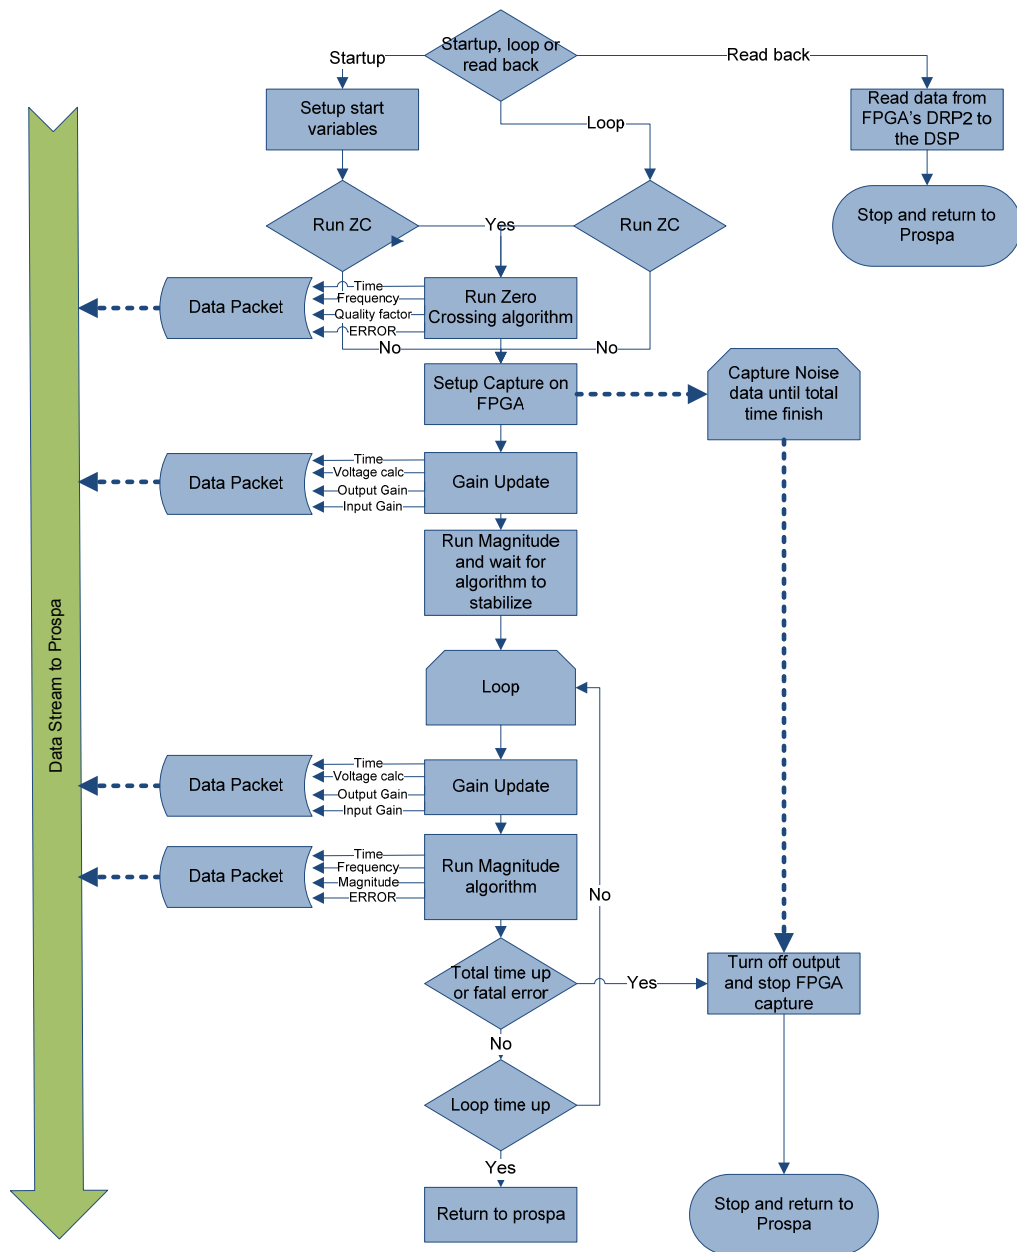 Startup, loop or
read back
Startup
Read back
Setup start
variables
Read data from
FPGA's DRP2 to
the DSP
Loop
Run ZC
Yes
Run ZC
Stop and return to
Prospa
Data Packet
Time
Frequency
Quality factor
ERROR
Run Zero
Crossing algorithm
No
No
Setup Capture on
FPGA
Capture Noise
data until total
time finish
Data Packet
Time
Voltage calc
Output Gain
Input Gain
Gain Update
Run Magnitude
and wait for
algorithm to
stabilize
Data Stream to Prospa
Loop
Data Packet
Time
Voltage calc
Output Gain
Input Gain
Gain Update
Data Packet
Time
Frequency
Magnitude
ERROR
Run Magnitude
algorithm
No
Total time up
or fatal error
Yes
Turn off output
and stop FPGA
capture
No
Loop time up
Yes
Return to prospa
Stop and return to
Prospa